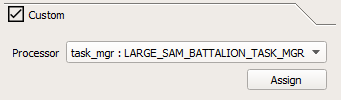 Custom
Processor task_mgr : LARGE_SAM_BATTALION_TASK_MGR
Assign